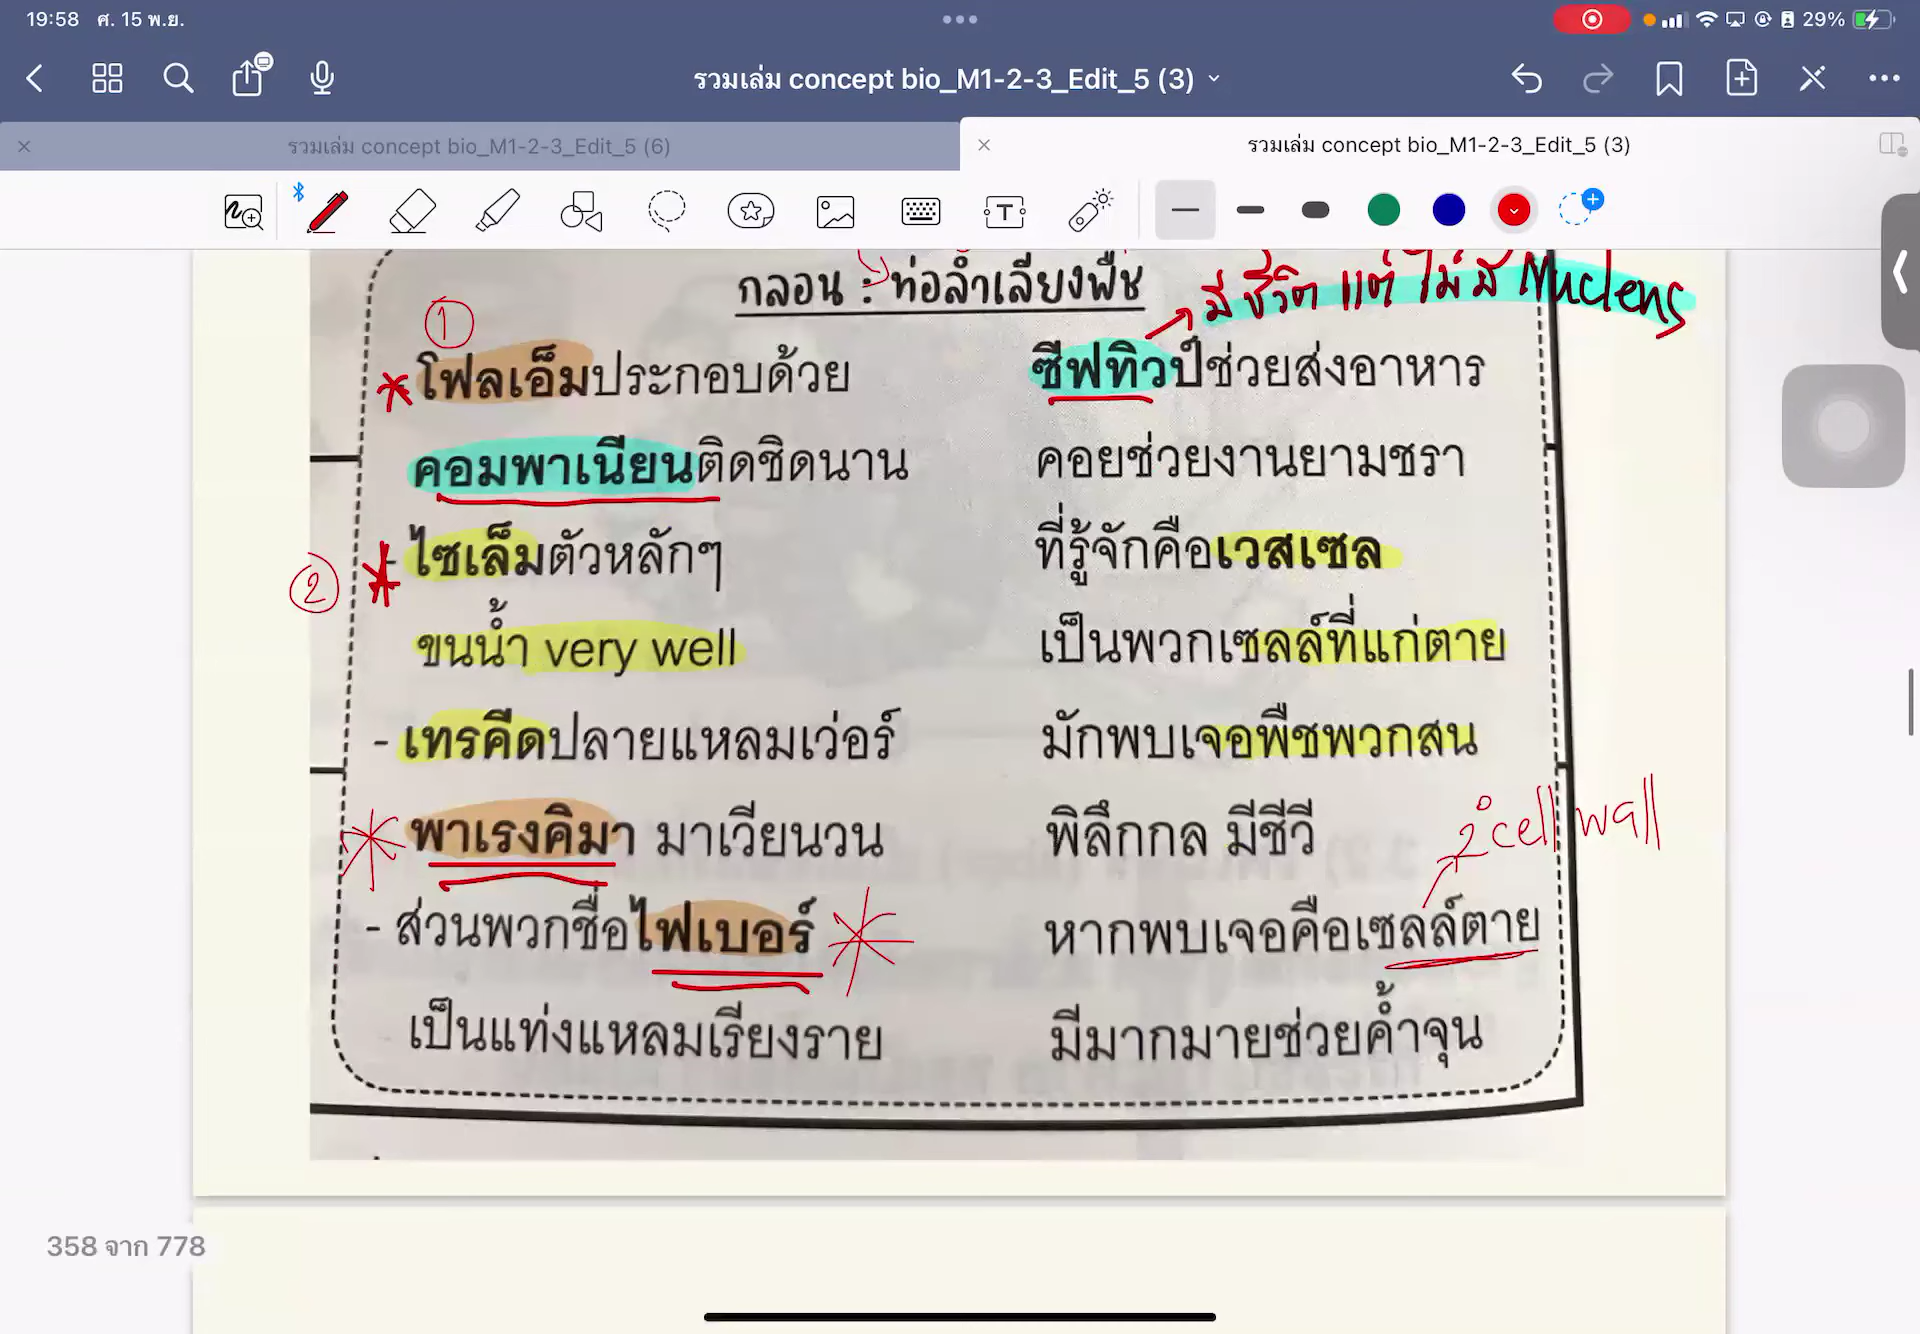 19:58 ศ. 15 พ.ย.
29%
รวมเล่ม concept bio_M1-2-3_Edit_5 (3)
รวมเล่ม concept bio_M1-2-3_Edit_5 (6)
รวมเล่ม concept bio_M1-2-3_Edit_5 (3)
กลอน : ท่อลำเลียงพืช
มีชีวิต แต่ ไม่มี Nucleus
1
โฟลเอ็มประกอบด้วย ซีฟทิวป์ช่วยส่งอาหาร
คอมพาเนียนติดชิดนาน คอยช่วยงานยามชรา
2
- ไซเล็มตัวหลักๆ ที่รู้จักคือเวสเซล
ขนน้ำ very well เป็นพวกเซลล์ที่แก่ตาย
- เทรคีดปลายแหลมเว่อร์ มักพบเจอพืชพวกสน
2° cell wall
พาเรงคิมา มาเวียนวน พิลึกกล มีชีวี
- ส่วนพวกชื่อไฟเบอร์ หากพบเจอคือเซลล์ตาย
เป็นแท่งแหลมเรียงราย มีมากมายช่วยค้ำจุน
358 จาก 778